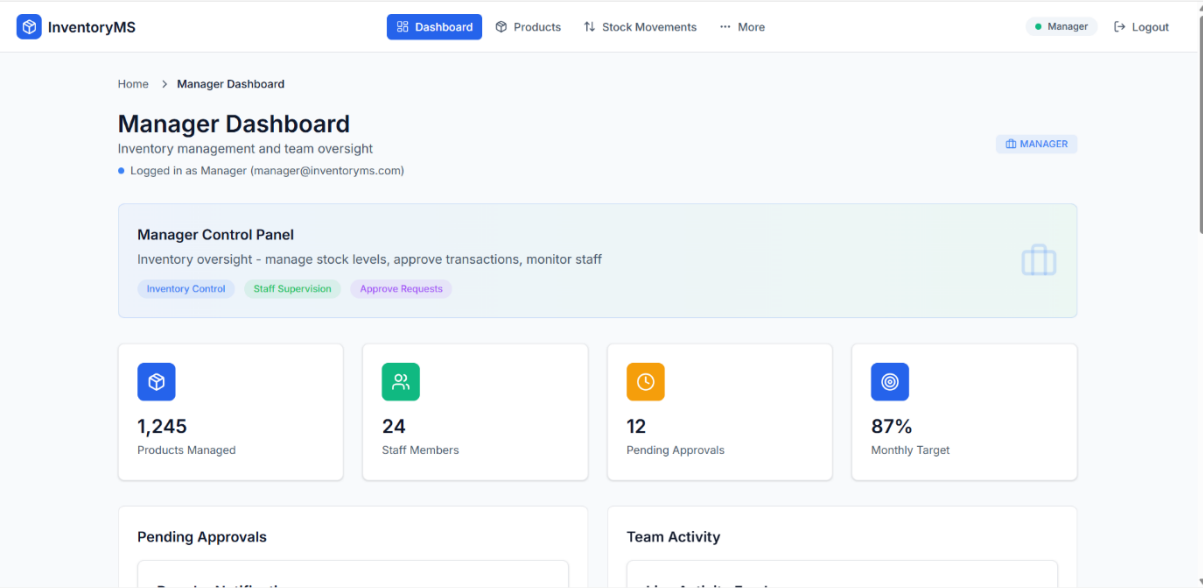 InventoryMS
Dashboard
Products
Stock Movements
More
Manager
Logout
Home
Manager Dashboard
Manager Dashboard
Inventory management and team oversight
Logged in as Manager (manager@inventoryms.com)
MANAGER
Manager Control Panel
Inventory oversight - manage stock levels, approve transactions, monitor staff
Inventory Control
Staff Supervision
Approve Requests
1,245
Products Managed
24
Staff Members
12
Pending Approvals
87%
Monthly Target
Pending Approvals
Team Activity